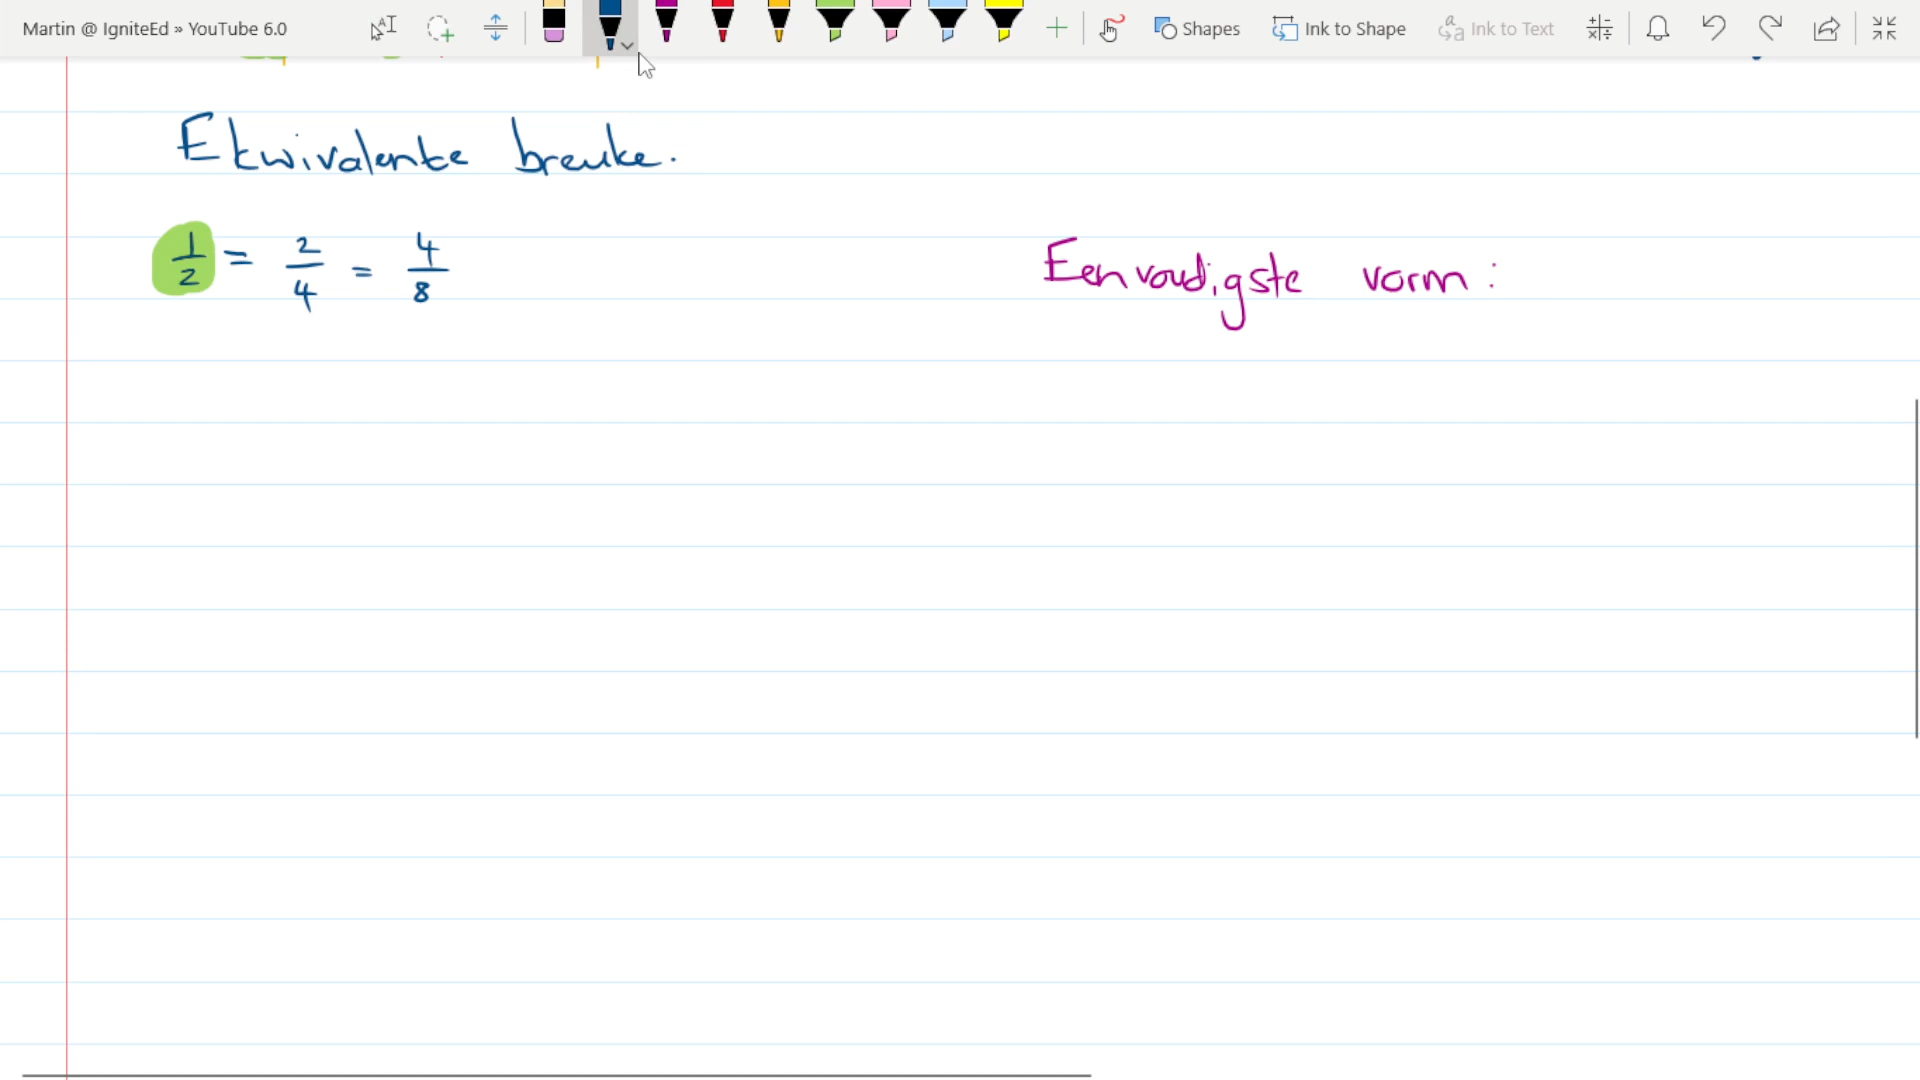 Martin @ IgniteEd » YouTube 6.0
Shapes
Ink to Shape
Ink to Text
Ekwivalente breuke.
1/2 = 2/4 = 4/8
Eenvoudigste vorm: